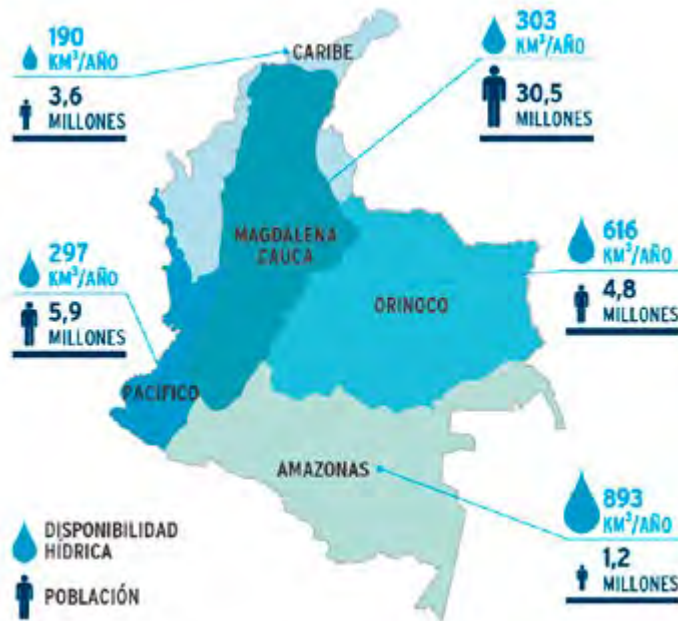 190
KM³/AÑO
3,6
MILLONES
CARIBE
303
KM³/AÑO
30,5
MILLONES
MAGDALENA
CAUCA
297
KM³/AÑO
5,9
MILLONES
ORINOCO
616
KM³/AÑO
4,8
MILLONES
PACÍFICO
AMAZONAS
893
KM³/AÑO
1,2
MILLONES
DISPONIBILIDAD
HÍDRICA
POBLACIÓN